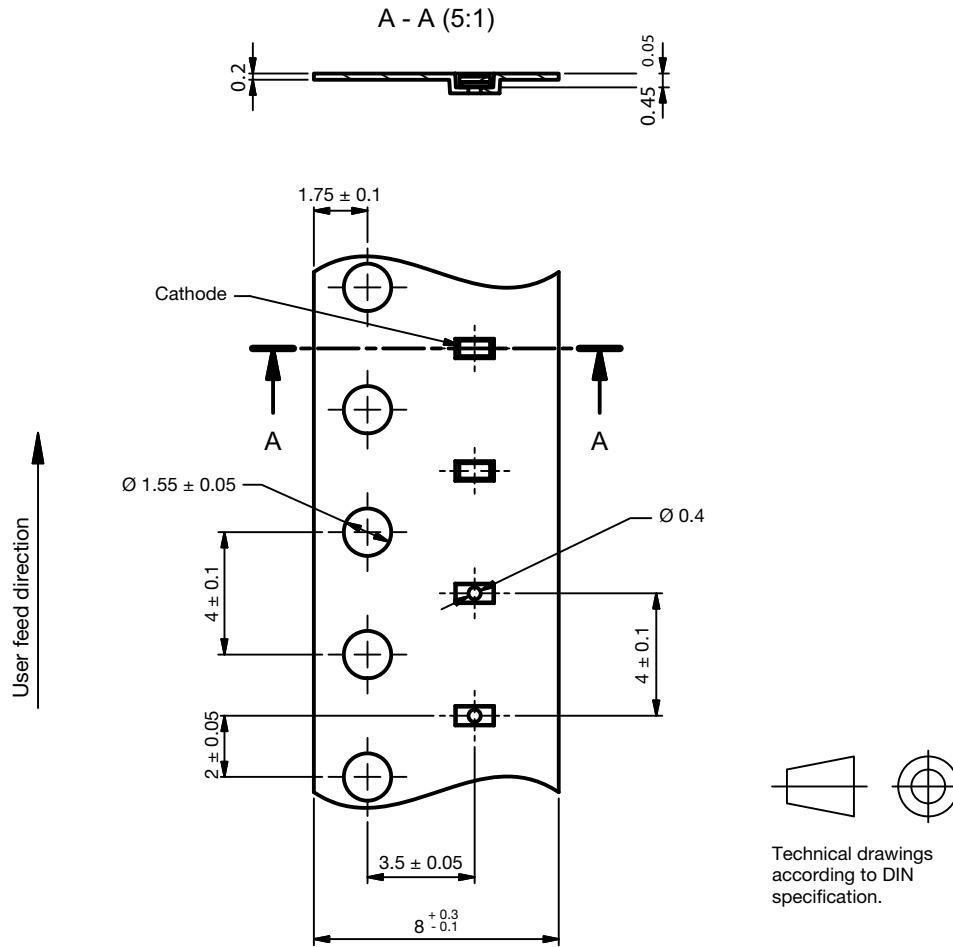 A - A (5:1)
0.2
0.05
0.45
1.75 ± 0.1
Cathode
A
A
Ø 1.55 ± 0.05
Ø 0.4
User feed direction
4 ± 0.1
4 ± 0.1
2 ± 0.05
3.5 ± 0.05
8 + 0.3 - 0.1
Technical drawings
according to DIN
specification.